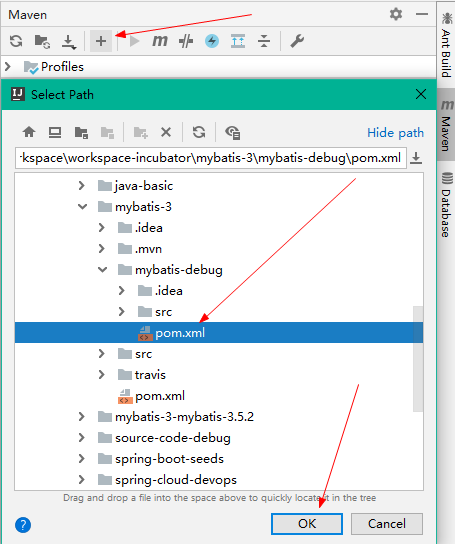 Maven
Profiles
Select Path
Hide path
rkspace\workspace-incubator\mybatis-3\mybatis-debug\pom.xml
java-basic
mybatis-3
.idea
.mvn
mybatis-debug
.idea
src
pom.xml
src
travis
pom.xml
mybatis-3-mybatis-3.5.2
source-code-debug
spring-boot-seeds
spring-cloud-devops
Drag and drop a file into the space above to quickly locate it in the tree
OK
Cancel
Ant Build
Maven
Database